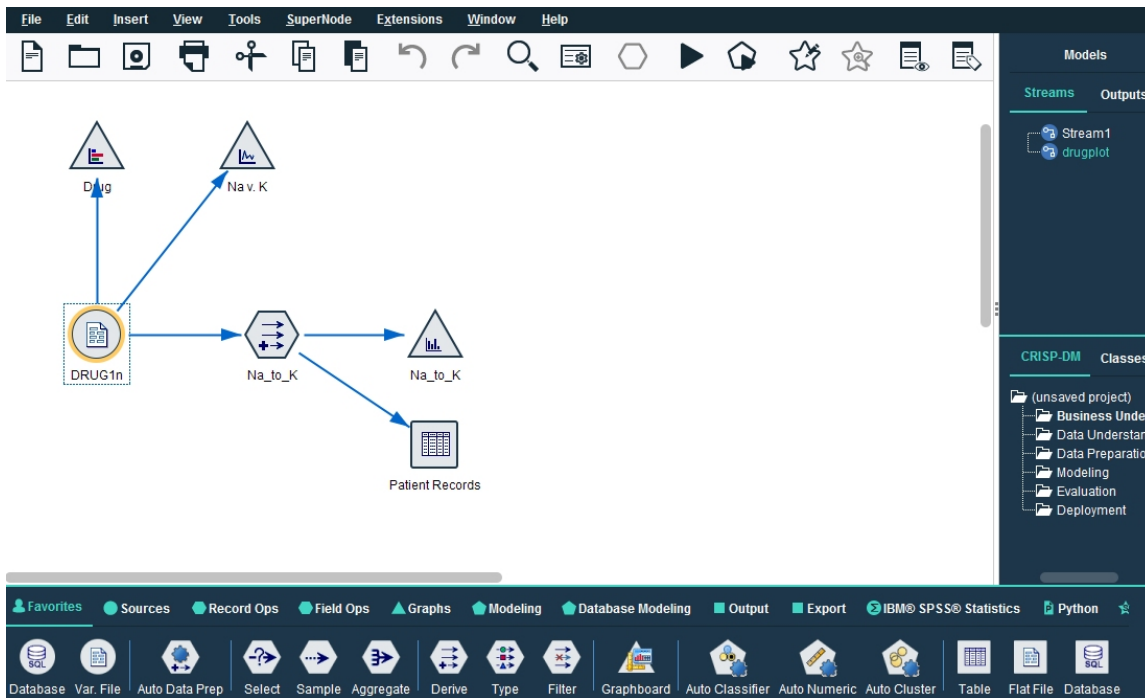 File Edit Insert View Tools SuperNode Extensions Window Help
Models
Streams Outputs
Stream1
drugplot
Drug
Na v. K
DRUG1n
Na_to_K
Na_to_K
Patient Records
CRISP-DM Classes
(unsaved project)
Business Unde
Data Understan
Data Preparatio
Modeling
Evaluation
Deployment
Favorites Sources Record Ops Field Ops Graphs Modeling Database Modeling Output Export IBM® SPSS® Statistics Python
SQL SQL
Database Var. File Auto Data Prep Select Sample Aggregate Derive Type Filter Graphboard Auto Classifier Auto Numeric Auto Cluster Table Flat File Database